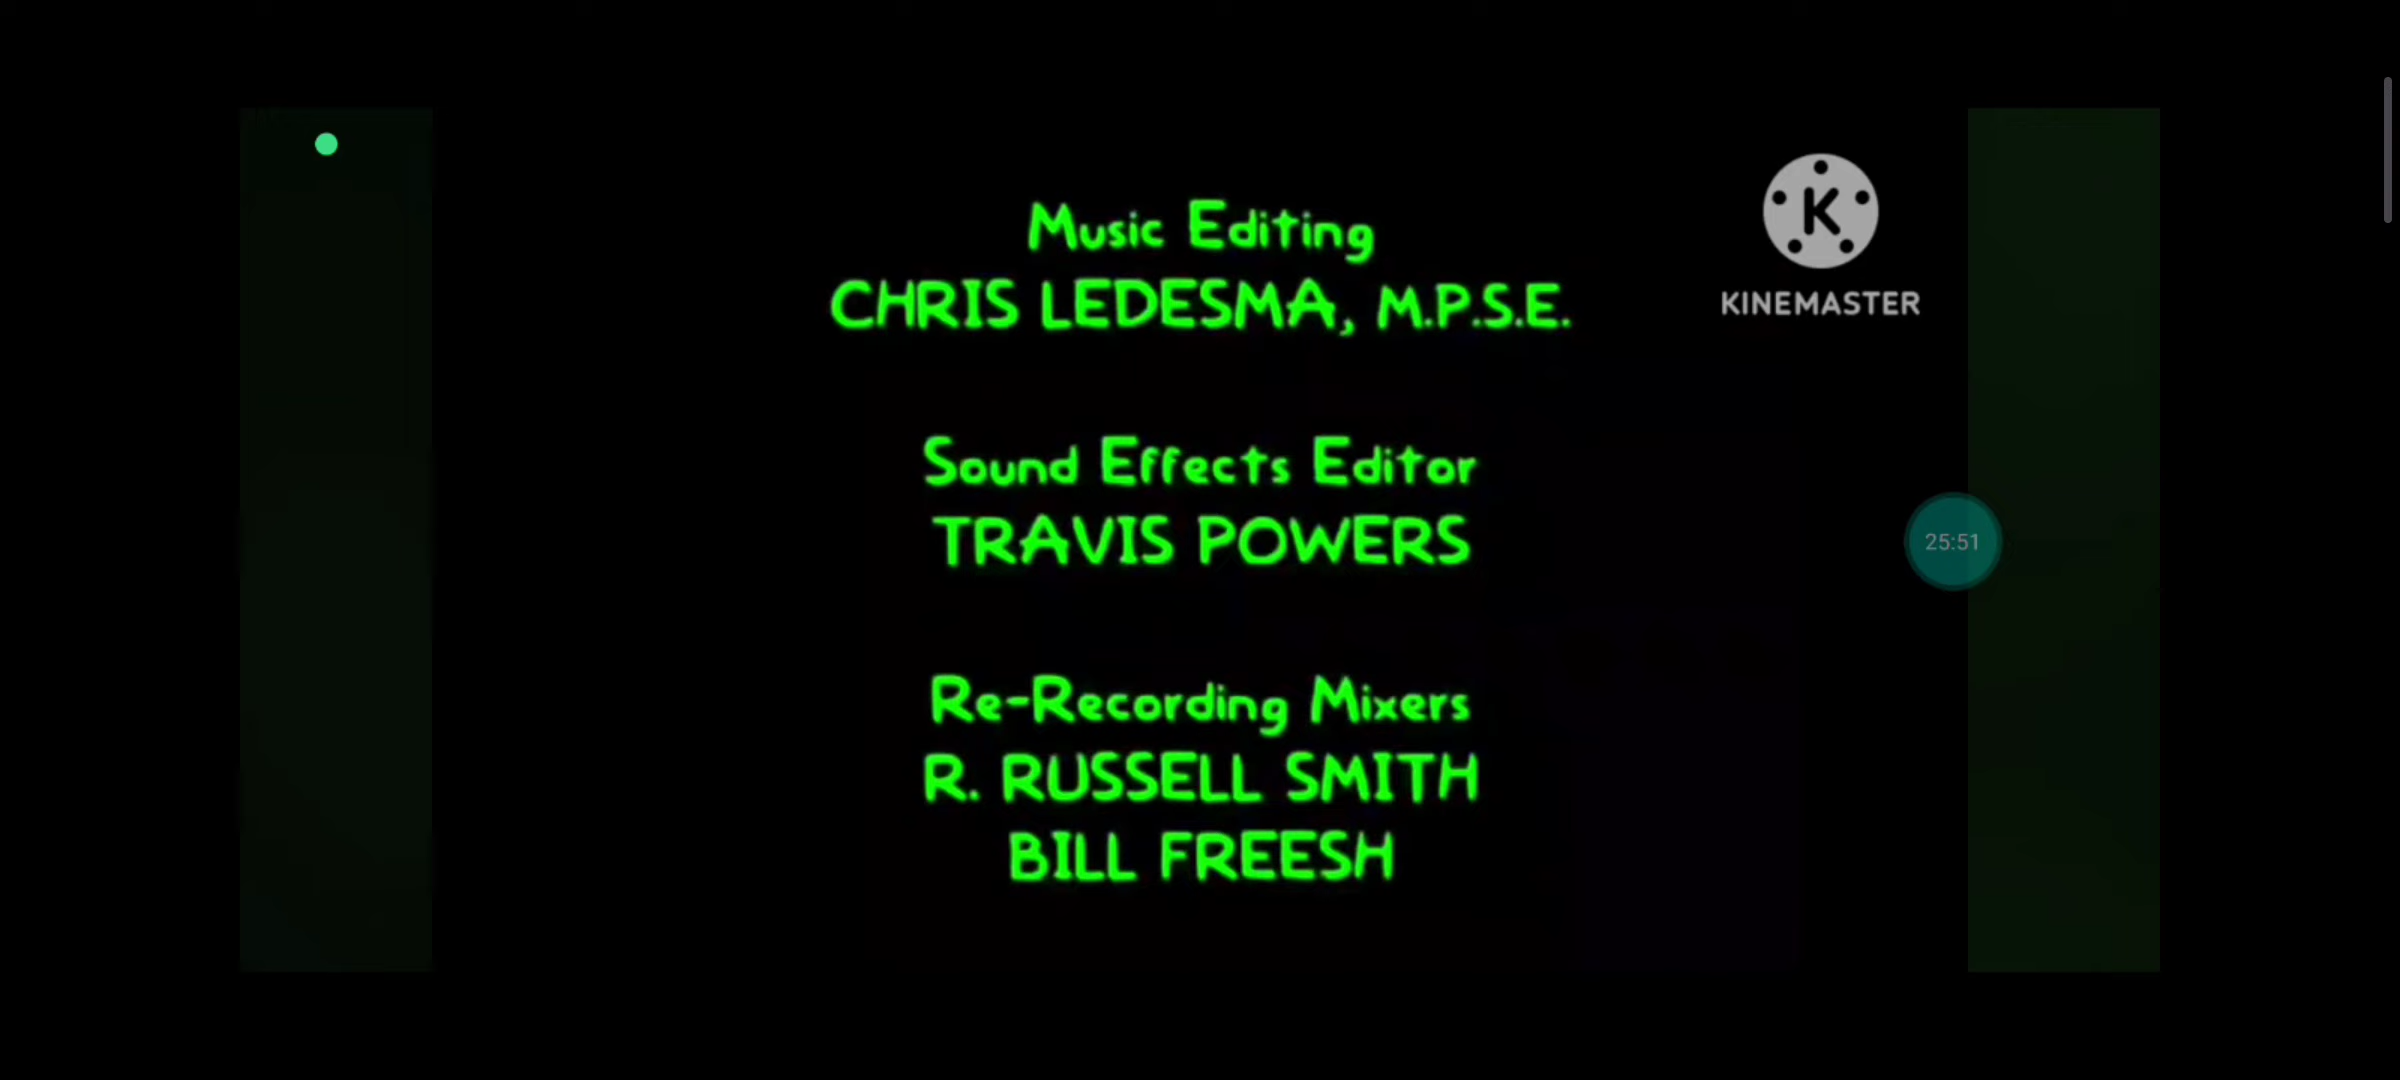 Music Editing
CHRIS LEDESMA, M.P.S.E.
KINEMASTER
Sound Effects Editor
TRAVIS POWERS
25:51
Re-Recording Mixers
R. RUSSELL SMITH
BILL FREESH